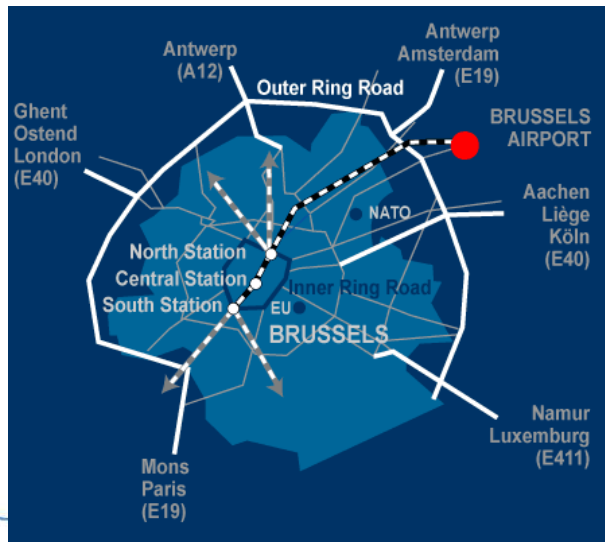 Antwerp
(A12)
Antwerp
Amsterdam
(E19)
Outer Ring Road
Ghent
Ostend
London
(E40)
BRUSSELS
AIRPORT
Aachen
Liège
Köln
(E40)
NATO
North Station
Central Station
Inner Ring Road
South Station
EU
BRUSSELS
Namur
Luxemburg
(E411)
Mons
Paris
(E19)